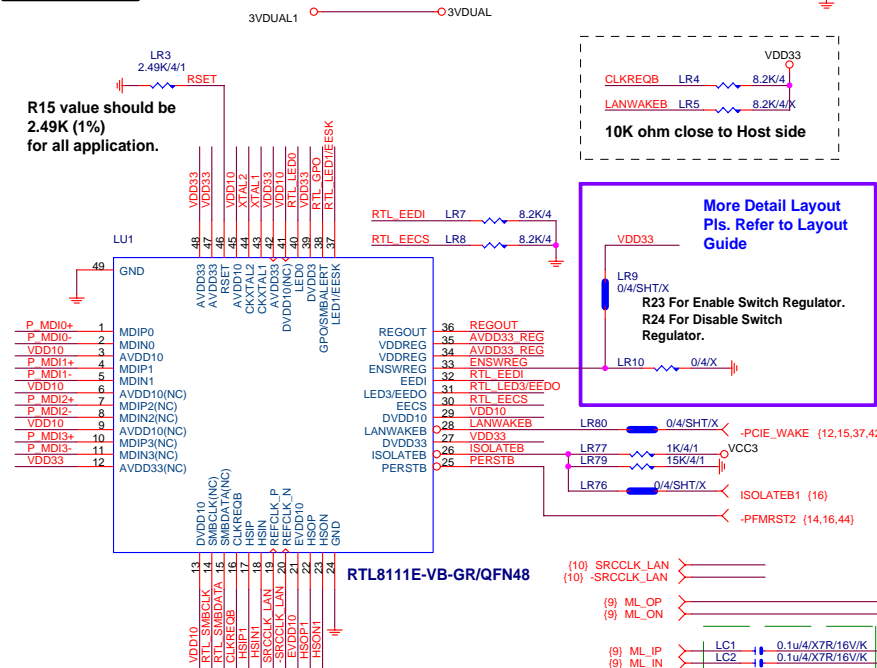 3VDUAL1
3VDUAL
LR3
2.49K/4/1
RSET
R15 value should be
2.49K (1%)
for all application.
VDD33
CLKREQB LR4 8.2K/4
LANWAKEB LR5 8.2K/4/X
10K ohm close to Host side
VDD33
VDD33
VDD10
XTAL2
XTAL1
VDD33
VDD10
RTL_LED0
VDD33
RTL_GPO
RTL_LED1/EESK
48
47
46
45
44
43
42
41
40
39
38
37
AVDD33
AVDD33
RSET
AVDD10
CKXTAL2
CKXTAL1
AVDD33
DVDD10(NC)
LED0
DVDD3
GPO/SMBALERT
LED1/EESK
RTL_EEDI LR7 8.2K/4
RTL_EECS LR8 8.2K/4
More Detail Layout
Pls. Refer to Layout
Guide
VDD33
LR9
0/4/SHT/X
R23 For Enable Switch Regulator.
R24 For Disable Switch
Regulator.
LR10 0/4/X
LU1
49 GND
P_MDI0+ 1 MDIP0
P_MDI0- 2 MDIN0
VDD10 3 AVDD10
P_MDI1+ 4 MDIP1
P_MDI1- 5 MDIN1
VDD10 6 AVDD10(NC)
P_MDI2+ 7 MDIP2(NC)
P_MDI2- 8 MDIN2(NC)
VDD10 9 AVDD10(NC)
P_MDI3+ 10 MDIP3(NC)
P_MDI3- 11 MDIN3(NC)
VDD33 12 AVDD33(NC)
REGOUT 36 REGOUT
VDDREG 35 AVDD33_REG
VDDREG 34 AVDD33_REG
ENSWREG 33 ENSWREG
EEDI 32 RTL_EEDI
LED3/EEDO 31 RTL_LED3/EEDO
EECS 30 RTL_EECS
DVDD10 29 VDD10
LANWAKEB 28 LANWAKEB LR80 0/4/SHT/X -PCIE_WAKE {12,15,37,42
DVDD33 27 VDD33
ISOLATEB 26 ISOLATEB LR77 1K/4/1 VCC3
PERSTB 25 PERSTB LR79 15K/4/1
LR76 0/4/SHT/X ISOLATEB1 {16}
-PFMRST2 {14,16,44}
DVDD10
SMBCLK(NC)
SMBDATA(NC)
CLKREQB
HSIP
HSIN
REFCLK_P
REFCLK_N
EVDD10
HSOP
HSON
GND
13
14
15
16
17
18
19
20
21
22
23
24
VDD10
RTL_SMBCLK
RTL_SMBDATA
CLKREQB
HSIP1
HSIN1
SRCCLK_LAN
-SRCCLK_LAN
EVDD10
HSOP1
HSON1
RTL8111E-VB-GR/QFN48
{10} SRCCLK_LAN
{10} -SRCCLK_LAN
{9} ML_OP
{9} ML_ON
{9} ML_IP LC1 0.1u/4/X7R/16V/K
{9} ML_IN LC2 0.1u/4/X7R/16V/K